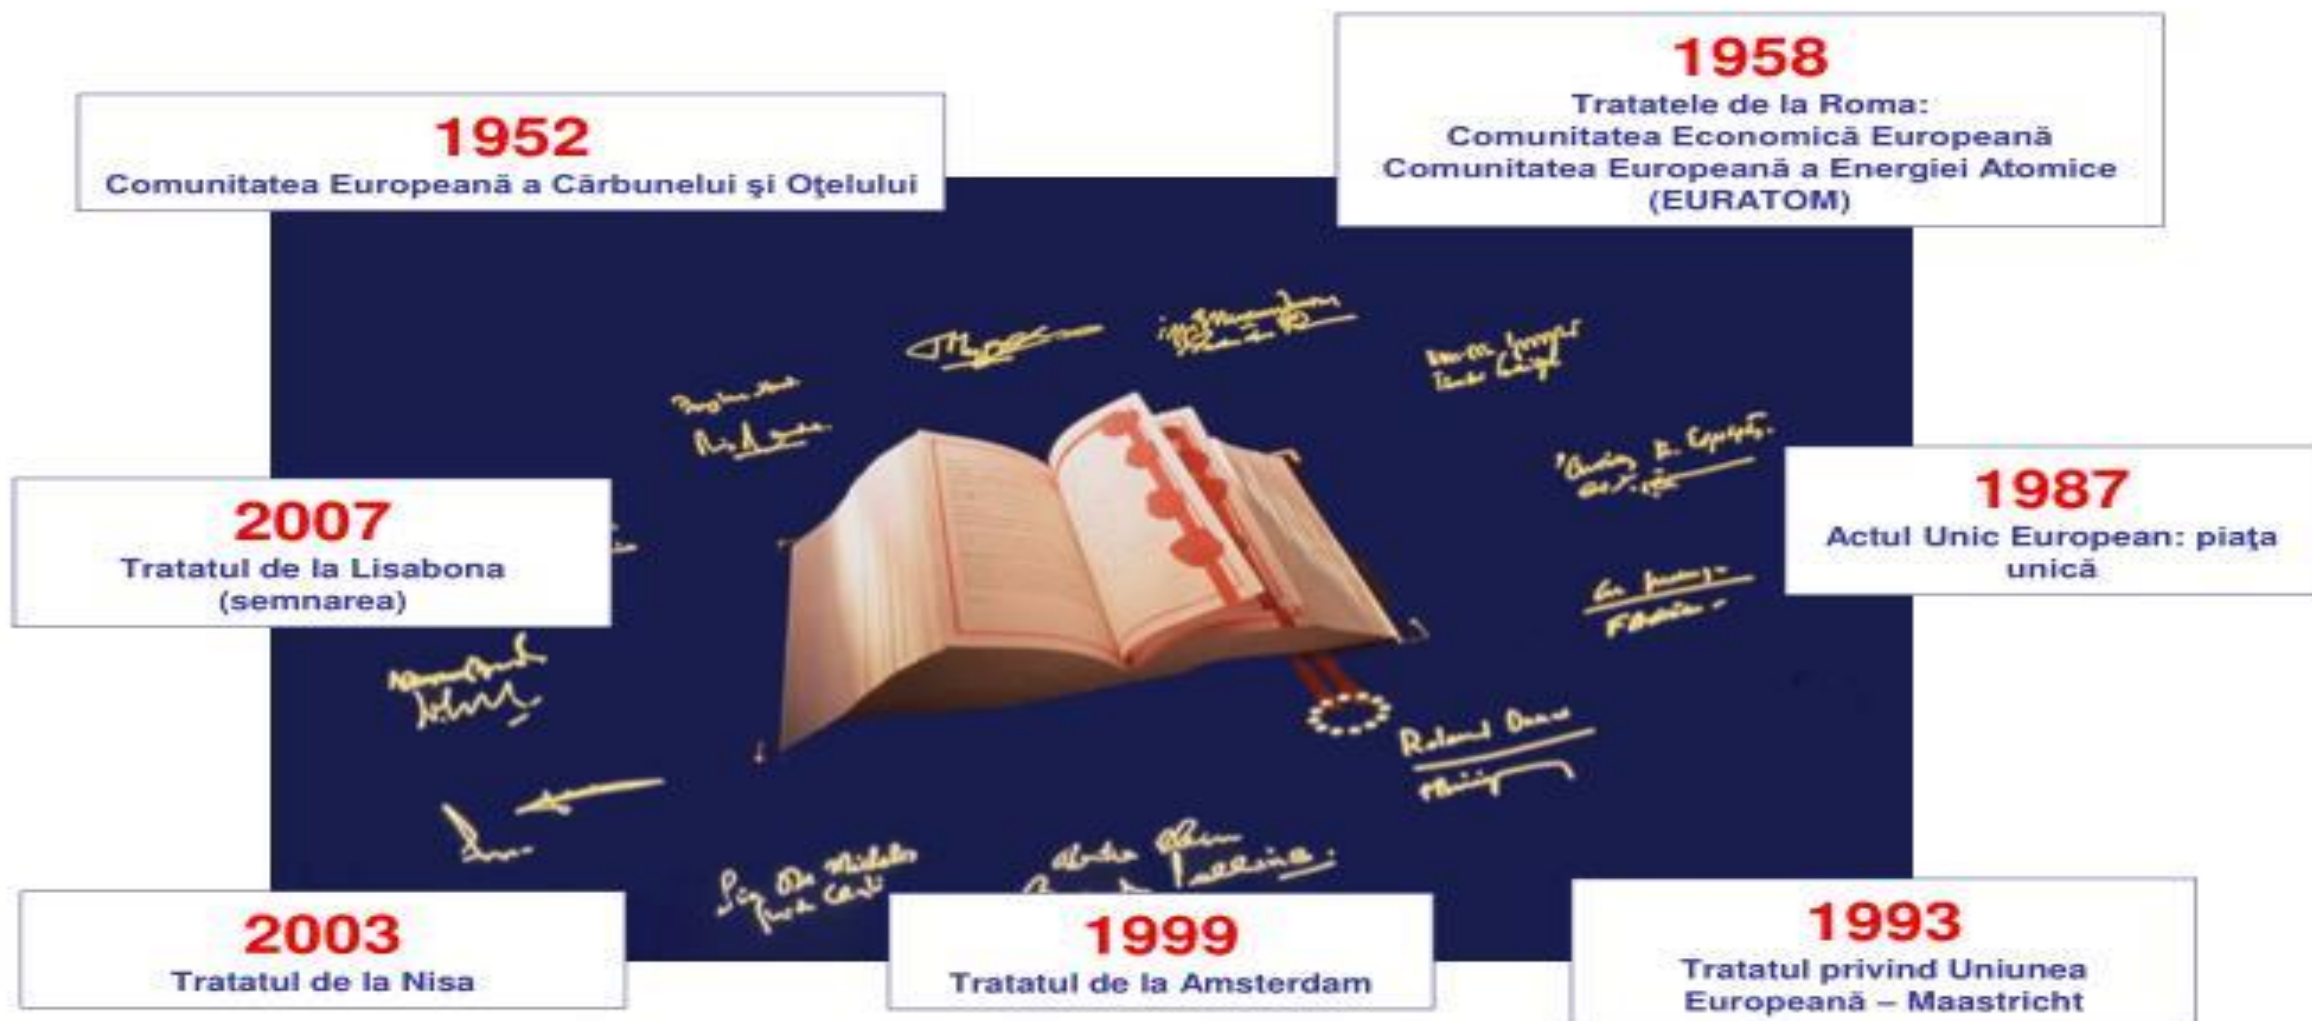 1952
Comunitatea Europeană a Cărbunelui şi Oţelului
1958
Tratatele de la Roma:
Comunitatea Economică Europeană
Comunitatea Europeană a Energiei Atomice
(EURATOM)
1987
Actul Unic European: piaţa
unică
1993
Tratatul privind Uniunea
Europeană – Maastricht
1999
Tratatul de la Amsterdam
2003
Tratatul de la Nisa
2007
Tratatul de la Lisabona
(semnarea)
Roland